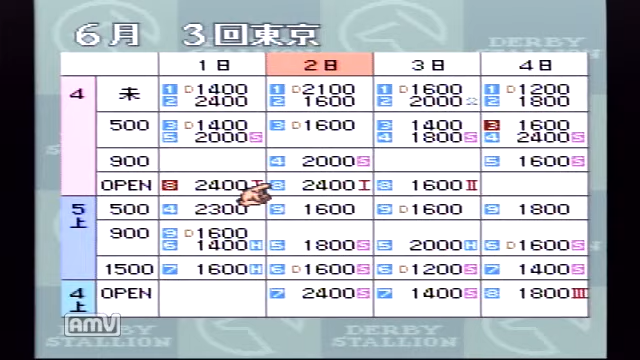 6月 3回東京
1日 2日 3日 4日
4 未 1 D1400 1 D2100 1 D1600 1 D1200
2 2400 2 1600 2 2000 2 1800
500 3 D1400 3 D1600 3 1400 3 1600
5 2000S 4 1800S 4 2400S
900 4 2000S 5 1600S
OPEN 8 2400I 8 2400I 8 1600II
5上 500 4 2300 9 1600 9 D1600 9 1800
900 9 D1600
6 1400H 5 1800S 5 2000H 6 D1600S
1500 7 1600H 6 D1600S 6 D1200S 7 1400S
4上 OPEN 7 2400S 7 1400S 8 1800III
AMV
DERBY STALLION
DERBY STALLION
DERBY STALLION